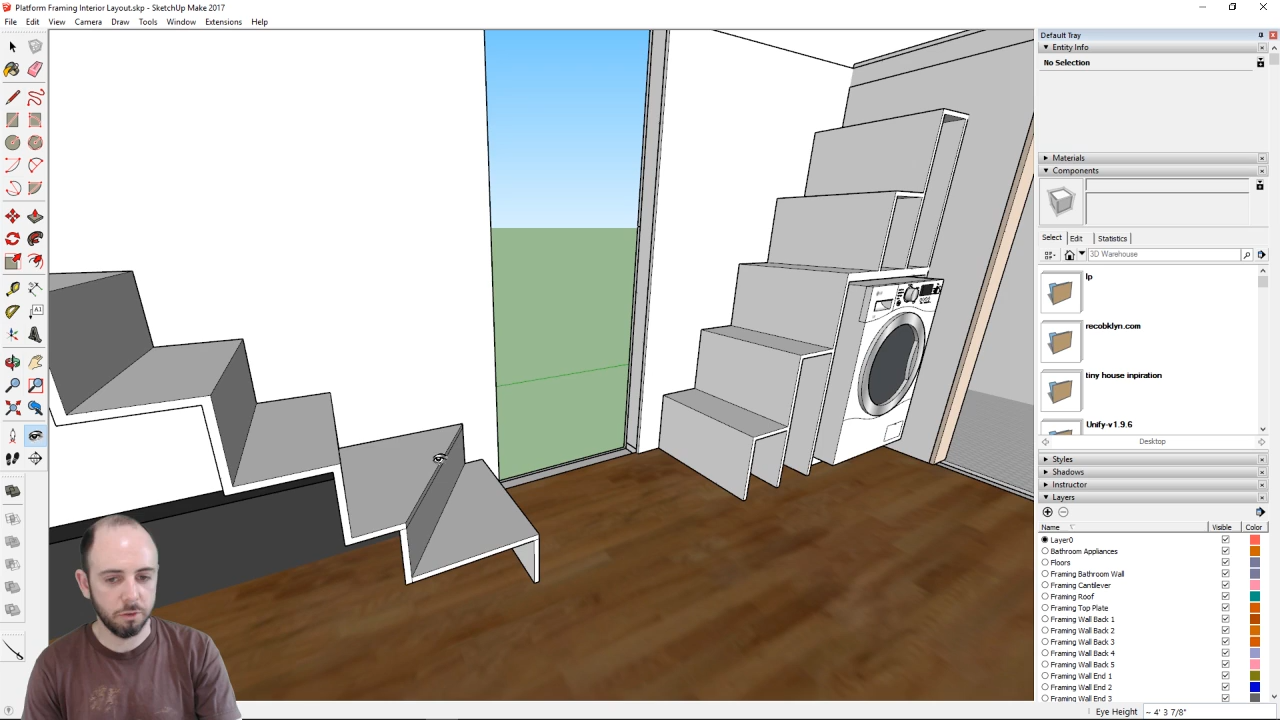 Platform Framing Interior Layout.skp - SketchUp Make 2017
File Edit View Camera Draw Tools Window Extensions Help
Default Tray
Entity Info
No Selection
Materials
Components
Select Edit Statistics
3D Warehouse
lp
recobklyn.com
tiny house inpiration
Unify-v1.9.6
Desktop
Styles
Shadows
Instructor
Layers
Name Visible Color
Layer0
Bathroom Appliances
Floors
Framing Bathroom Wall
Framing Cantilever
Framing Roof
Framing Top Plate
Framing Wall Back 1
Framing Wall Back 2
Framing Wall Back 3
Framing Wall Back 4
Framing Wall Back 5
Framing Wall End 1
Framing Wall End 2
Framing Wall End 3
Eye Height ~ 4' 3 7/8"